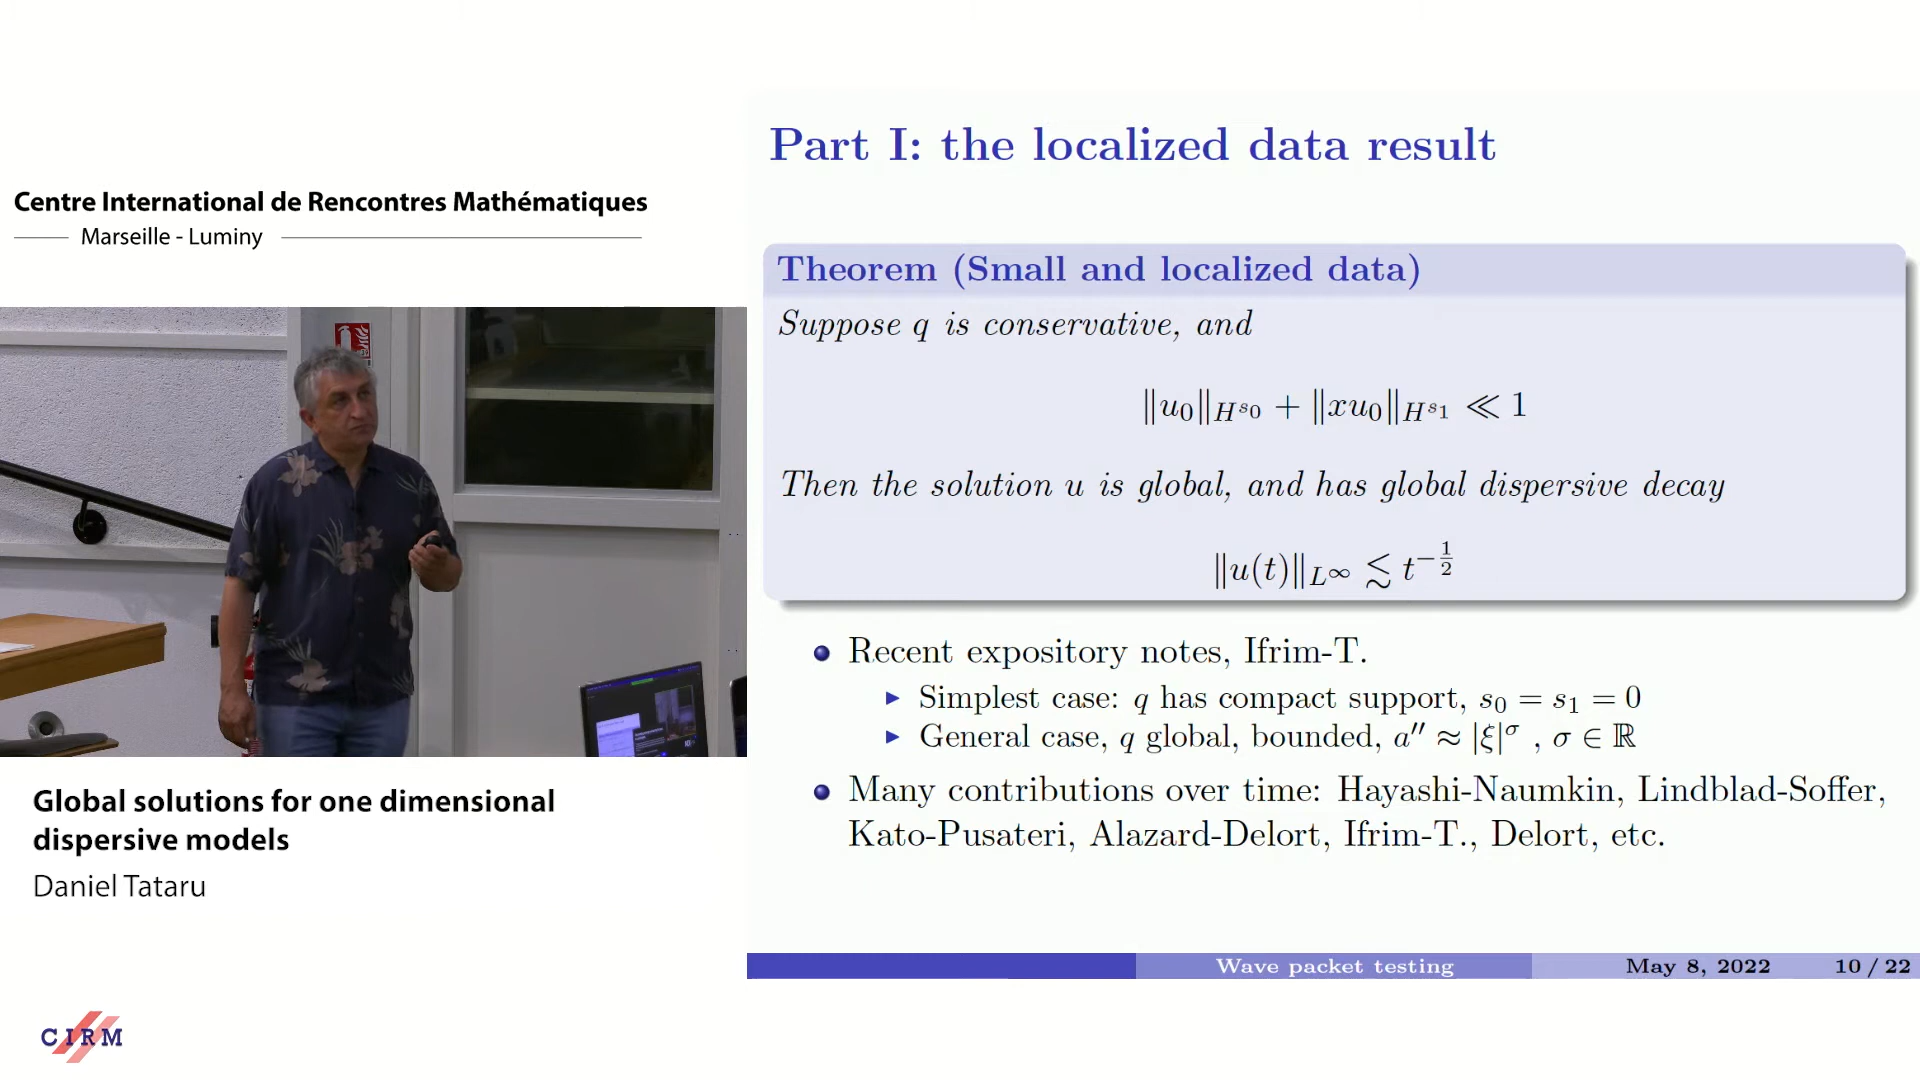 Centre International de Rencontres Mathématiques
Marseille - Luminy
Global solutions for one dimensional
dispersive models
Daniel Tataru
CIRM
Part I: the localized data result
Theorem (Small and localized data)
Suppose q is conservative, and
‖u₀‖_{H^{s₀}} + ‖xu₀‖_{H^{s₁}} ≪ 1
Then the solution u is global, and has global dispersive decay
‖u(t)‖_{L^∞} ≲ t^{-\frac{1}{2}}
Recent expository notes, Ifrim-T.
Simplest case: q has compact support, s₀ = s₁ = 0
General case, q global, bounded, a″ ≈ |ξ|^σ , σ ∈ ℝ
Many contributions over time: Hayashi-Naumkin, Lindblad-Soffer,
Kato-Pusateri, Alazard-Delort, Ifrim-T., Delort, etc.
Wave packet testing
May 8, 2022
10 / 22